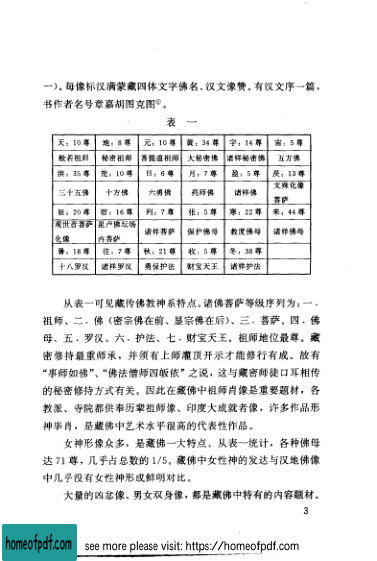 一)。每像标汉满蒙藏四体文字佛名、汉文像赞。有汉文序一篇，
书作者名号章嘉胡图克图①。
表 一
天：10尊 地：8尊 元：10尊 黄：34尊 宇：14尊 宙：5尊
般若祖师 秘密祖师 菩提道祖师 大秘密佛 诸样秘密佛 五方佛
洪：35尊 荒：10尊 日：6尊 月：7尊 盈：5尊 昃：13尊
三十五佛 十方佛 六勇佛 药师佛 诸样佛 文殊化像
菩萨
辰：20尊 宿：16尊 列：7尊 张：5尊 寒：22尊 来：44尊
观世音菩萨 毘卢佛坛场 诸样菩萨 保护佛母 救度佛母 诸样佛母
化像 内菩萨
暑：18尊 往：7尊 秋：21尊 收：5尊 冬：38尊
十八罗汉 诸样罗汉 勇保护法 财宝天王 诸样护法
从表一可见藏传佛教神系特点。诸佛菩萨等级序列为：一．
祖师、二．佛（密宗佛在前、显宗佛在后）、三．菩萨、四．佛
母、五．罗汉、六．护法、七．财宝天王。祖师地位最尊。藏
密修持最重师承，并须有上师灌顶开示才能修行有成。故有
“事师如佛”、“佛法僧师四皈依”之说，这与藏密师徒口耳相传
的秘密修持方式有关。因此在藏佛中祖师肖像是重要题材，各
教派、寺院都供奉历辈祖师像、印度大成就者像，许多作品形
神毕肖，是藏佛中艺术水平很高的代表性作品。
女神形像众多，是藏佛一大特点。从表一统计，各种佛母
达71尊，几乎占总数的1/5。藏佛中女性神的发达与汉地佛像
中几乎没有女性神形成鲜明对比。
大量的凶忿像、男女双身像，都是藏佛中特有的内容题材。
3
homeofpdf.com
see more please visit: https://homeofpdf.com